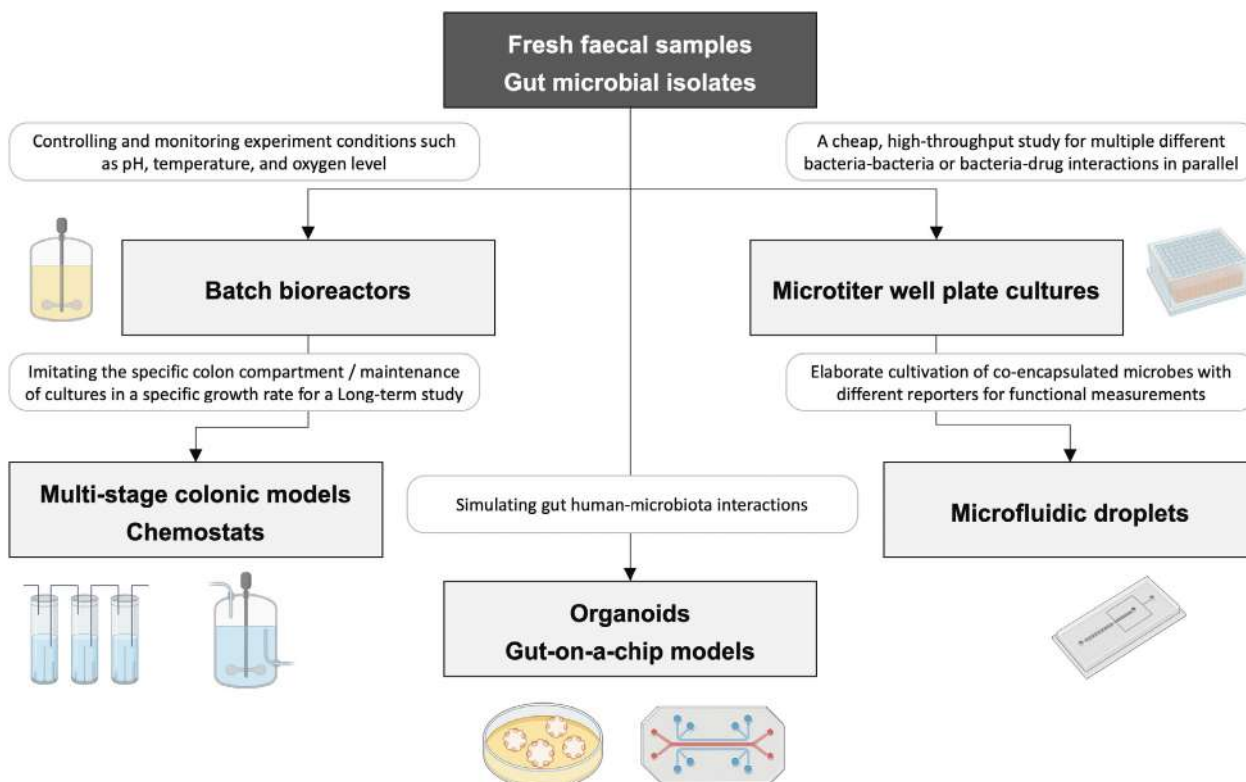 Fresh faecal samples
Gut microbial isolates
Controlling and monitoring experiment conditions such
as pH, temperature, and oxygen level
A cheap, high-throughput study for multiple different
bacteria-bacteria or bacteria-drug interactions in parallel
Batch bioreactors
Microtiter well plate cultures
Imitating the specific colon compartment / maintenance
of cultures in a specific growth rate for a Long-term study
Elaborate cultivation of co-encapsulated microbes with
different reporters for functional measurements
Multi-stage colonic models
Chemostats
Simulating gut human-microbiota interactions
Microfluidic droplets
Organoids
Gut-on-a-chip models